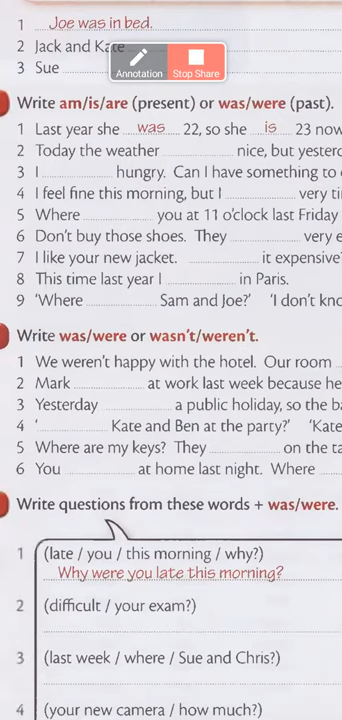 1 Joe was in bed.
2 Jack and Kate
Annotation Stop Share
3 Sue
Write am/is/are (present) or was/were (past).
1 Last year she was 22, so she is 23 now
2 Today the weather nice, but yesterd
3 I hungry. Can I have something to
4 I feel fine this morning, but I very ti
5 Where you at 11 o'clock last Friday
6 Don't buy those shoes. They very e
7 I like your new jacket. it expensive?
8 This time last year I in Paris.
9 'Where Sam and Joe?' 'I don't kno
Write was/were or wasn't/weren't.
1 We weren't happy with the hotel. Our room
2 Mark at work last week because he
3 Yesterday a public holiday, so the ba
4 ' Kate and Ben at the party?' 'Kate
5 Where are my keys? They on the ta
6 You at home last night. Where
Write questions from these words + was/were.
1 (late / you / this morning / why?)
Why were you late this morning?
2 (difficult / your exam?)
3 (last week / where / Sue and Chris?)
4 (your new camera / how much?)